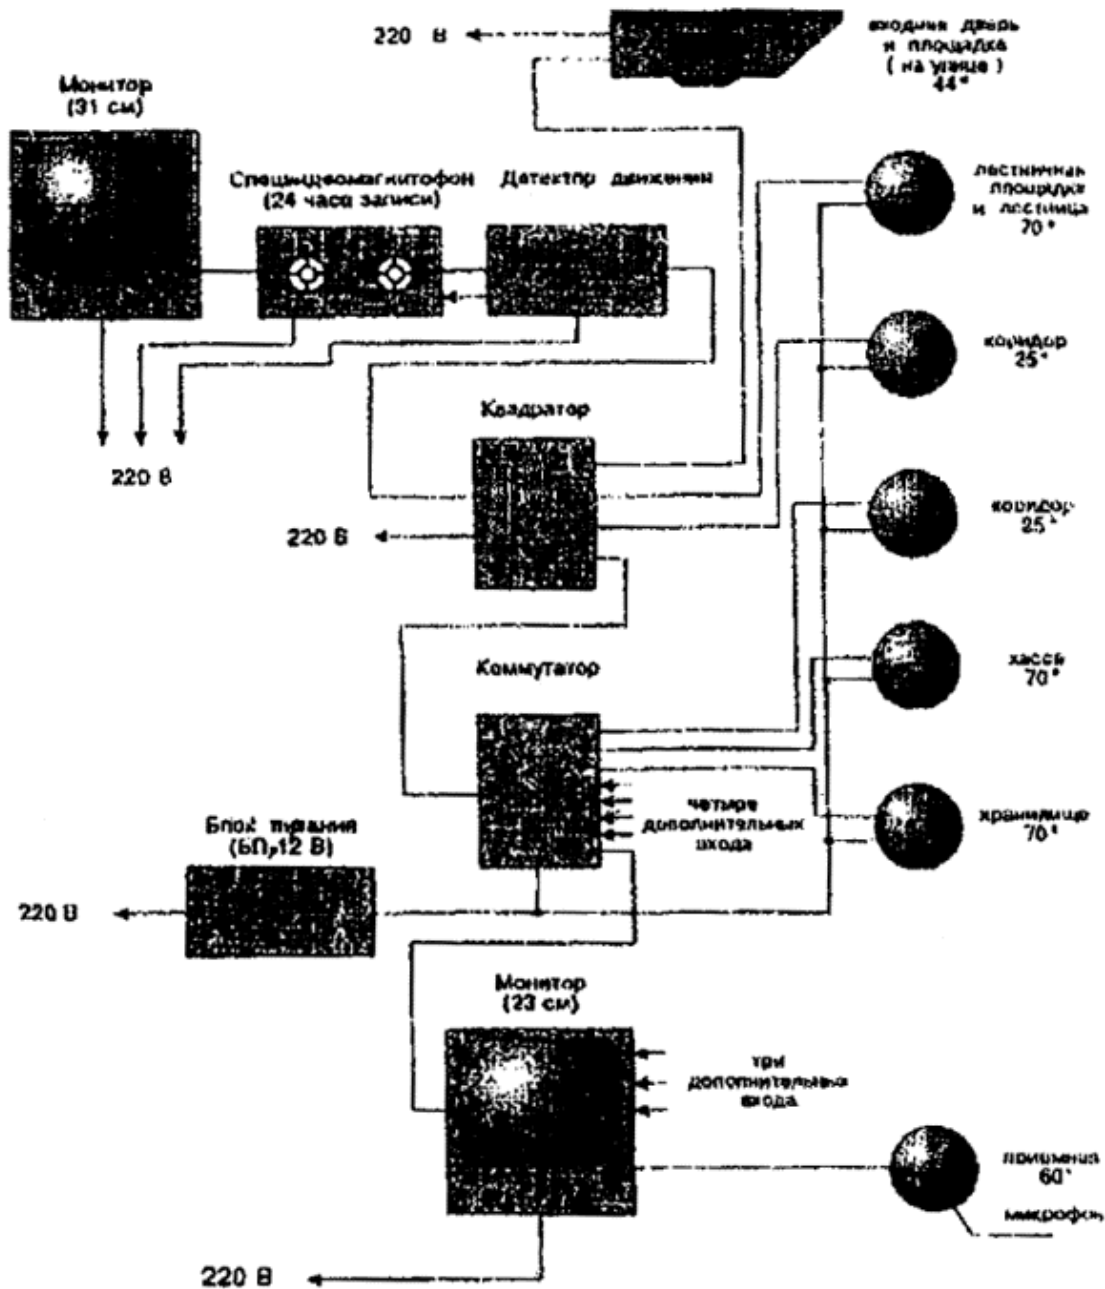 220 В
входная дверь
и площадка
( на улице )
44°
Монитор
(31 см)
Спецвидеомагнитофон
(24 часа записи)
Детектор движения
лестничная
площадка
и лестница
70°
коридор
25°
Квадратор
220 В
коридор
25°
220 В
Коммутатор
касса
70°
четыре
дополнительных
входа
хранилище
70°
Блок питания
(БП,12 В)
220 В
Монитор
(23 см)
три
дополнительных
входа
приемная
60°
микрофон
220 В